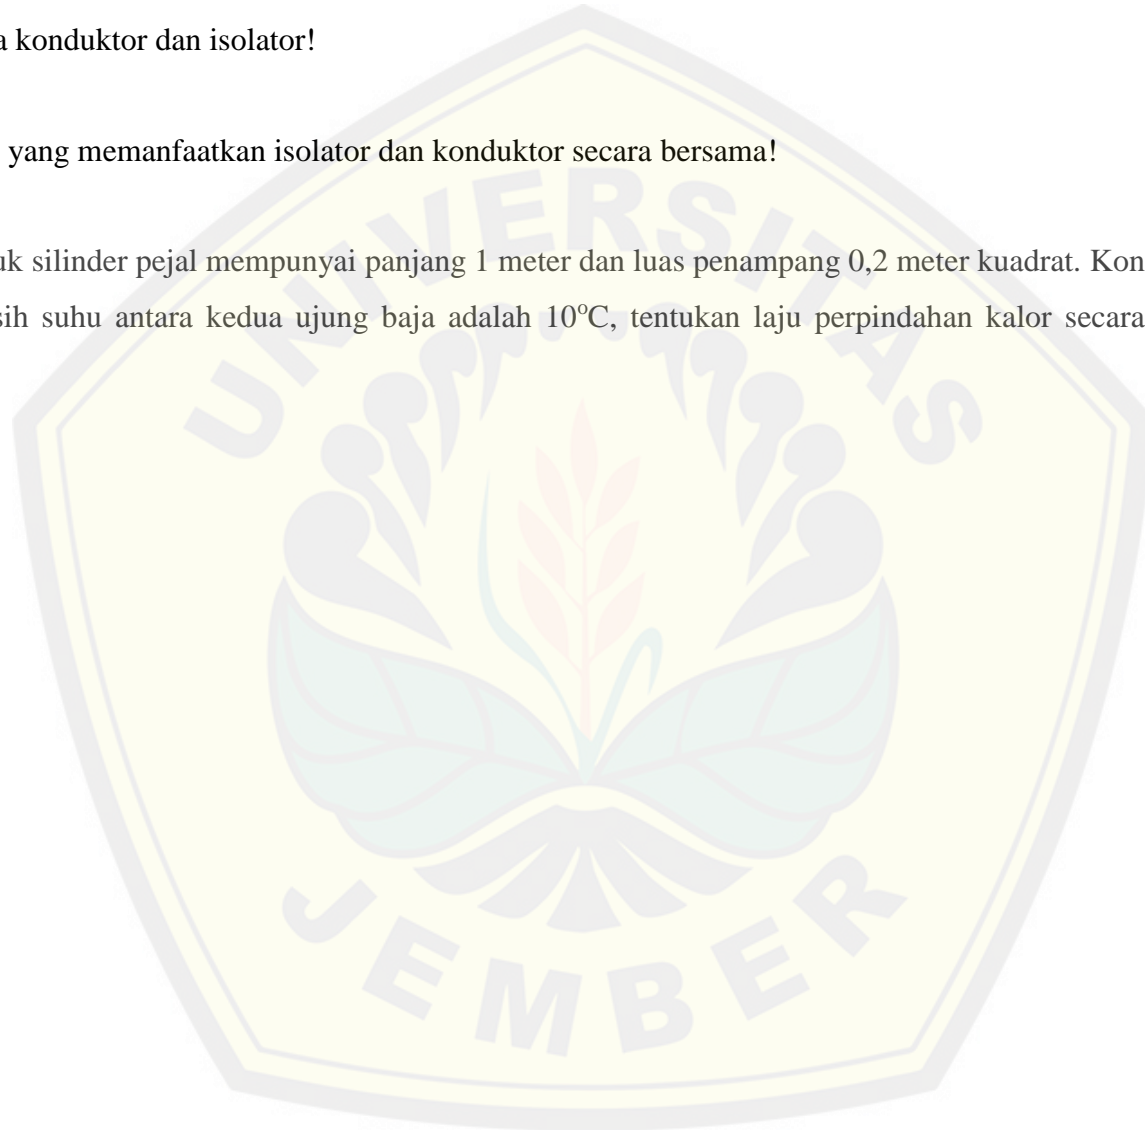 a konduktor dan isolator!
yang memanfaatkan isolator dan konduktor secara bersama!
uk silinder pejal mempunyai panjang 1 meter dan luas penampang 0,2 meter kuadrat. Kon
sih suhu antara kedua ujung baja adalah 10°C, tentukan laju perpindahan kalor secara
UNIVERSITAS
JEMBER